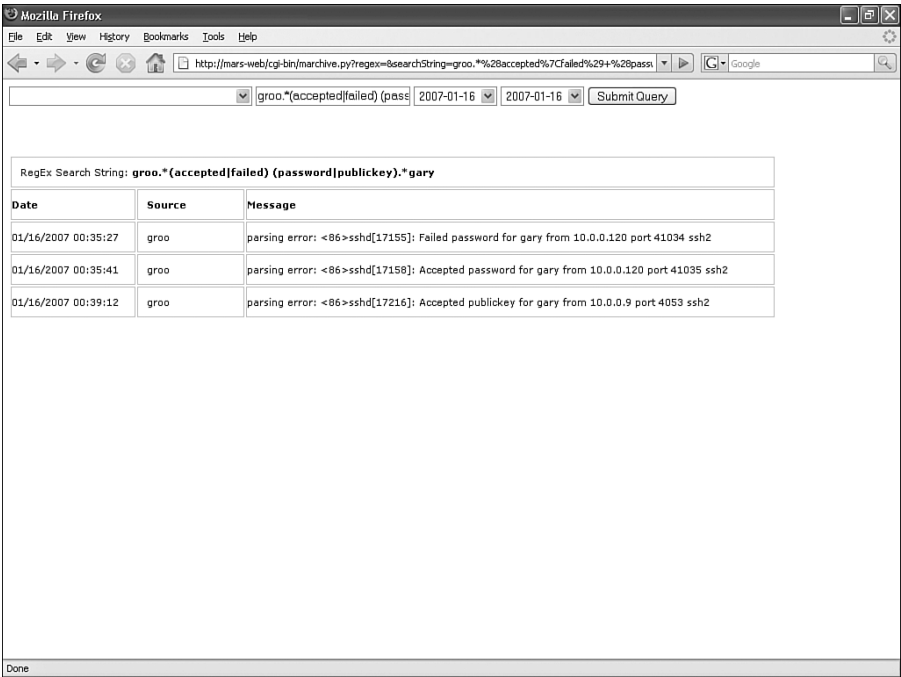 Mozilla Firefox
File Edit View History Bookmarks Tools Help
http://mars-web/cgi-bin/marchive.py?regex=&searchString=groo.*%28accepted%7Cfailed%29+%28passw
G Google
groo.*(accepted|failed) (pass 2007-01-16 2007-01-16 Submit Query
RegEx Search String: groo.*(accepted|failed) (password|publickey).*gary
Date Source Message
01/16/2007 00:35:27 groo parsing error: <86>sshd[17155]: Failed password for gary from 10.0.0.120 port 41034 ssh2
01/16/2007 00:35:41 groo parsing error: <86>sshd[17158]: Accepted password for gary from 10.0.0.120 port 41035 ssh2
01/16/2007 00:39:12 groo parsing error: <86>sshd[17216]: Accepted publickey for gary from 10.0.0.9 port 4053 ssh2
Done